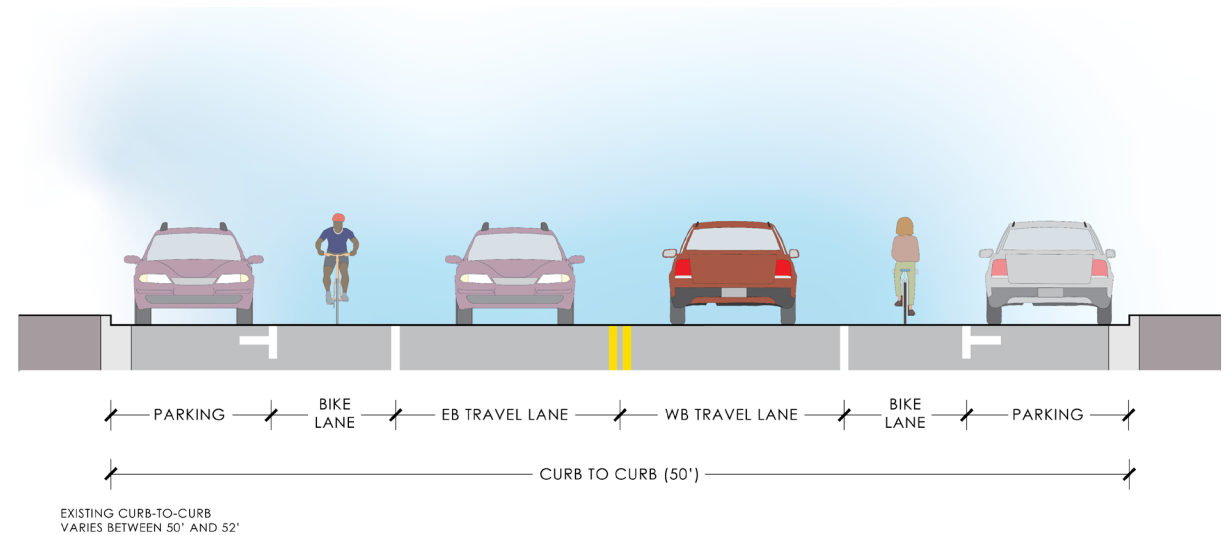 PARKING
BIKE
LANE
EB TRAVEL LANE
WB TRAVEL LANE
BIKE
LANE
PARKING
CURB TO CURB (50')
EXISTING CURB-TO-CURB
VARIES BETWEEN 50' AND 52'